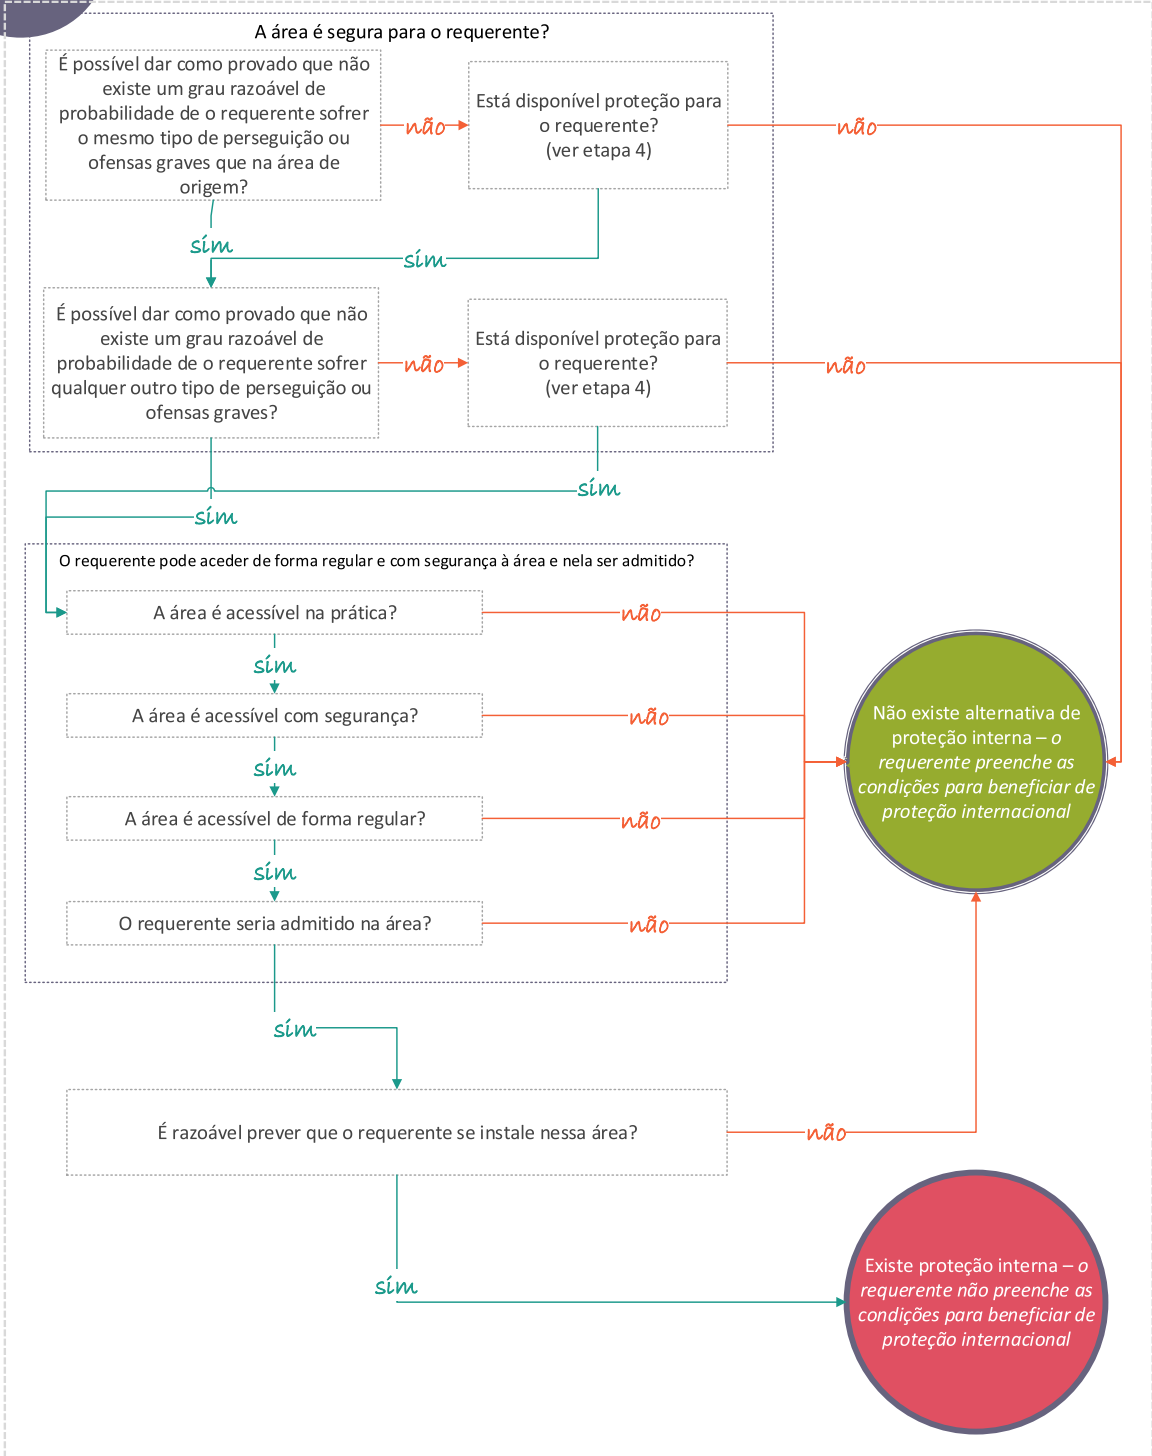 A área é segura para o requerente?
É possível dar como provado que não
existe um grau razoável de
probabilidade de o requerente sofrer
o mesmo tipo de perseguição ou
ofensas graves que na área de
origem?
não
Está disponível proteção para
o requerente?
(ver etapa 4)
não
sim
sim
É possível dar como provado que não
existe um grau razoável de
probabilidade de o requerente sofrer
qualquer outro tipo de perseguição ou
ofensas graves?
não
Está disponível proteção para
o requerente?
(ver etapa 4)
não
sim
sim
O requerente pode aceder de forma regular e com segurança à área e nela ser admitido?
A área é acessível na prática?
não
sim
A área é acessível com segurança?
não
sim
A área é acessível de forma regular?
não
sim
O requerente seria admitido na área?
não
Não existe alternativa de
proteção interna – o
requerente preenche as
condições para beneficiar de
proteção internacional
sim
É razoável prever que o requerente se instale nessa área?
não
sim
Existe proteção interna – o
requerente não preenche as
condições para beneficiar de
proteção internacional